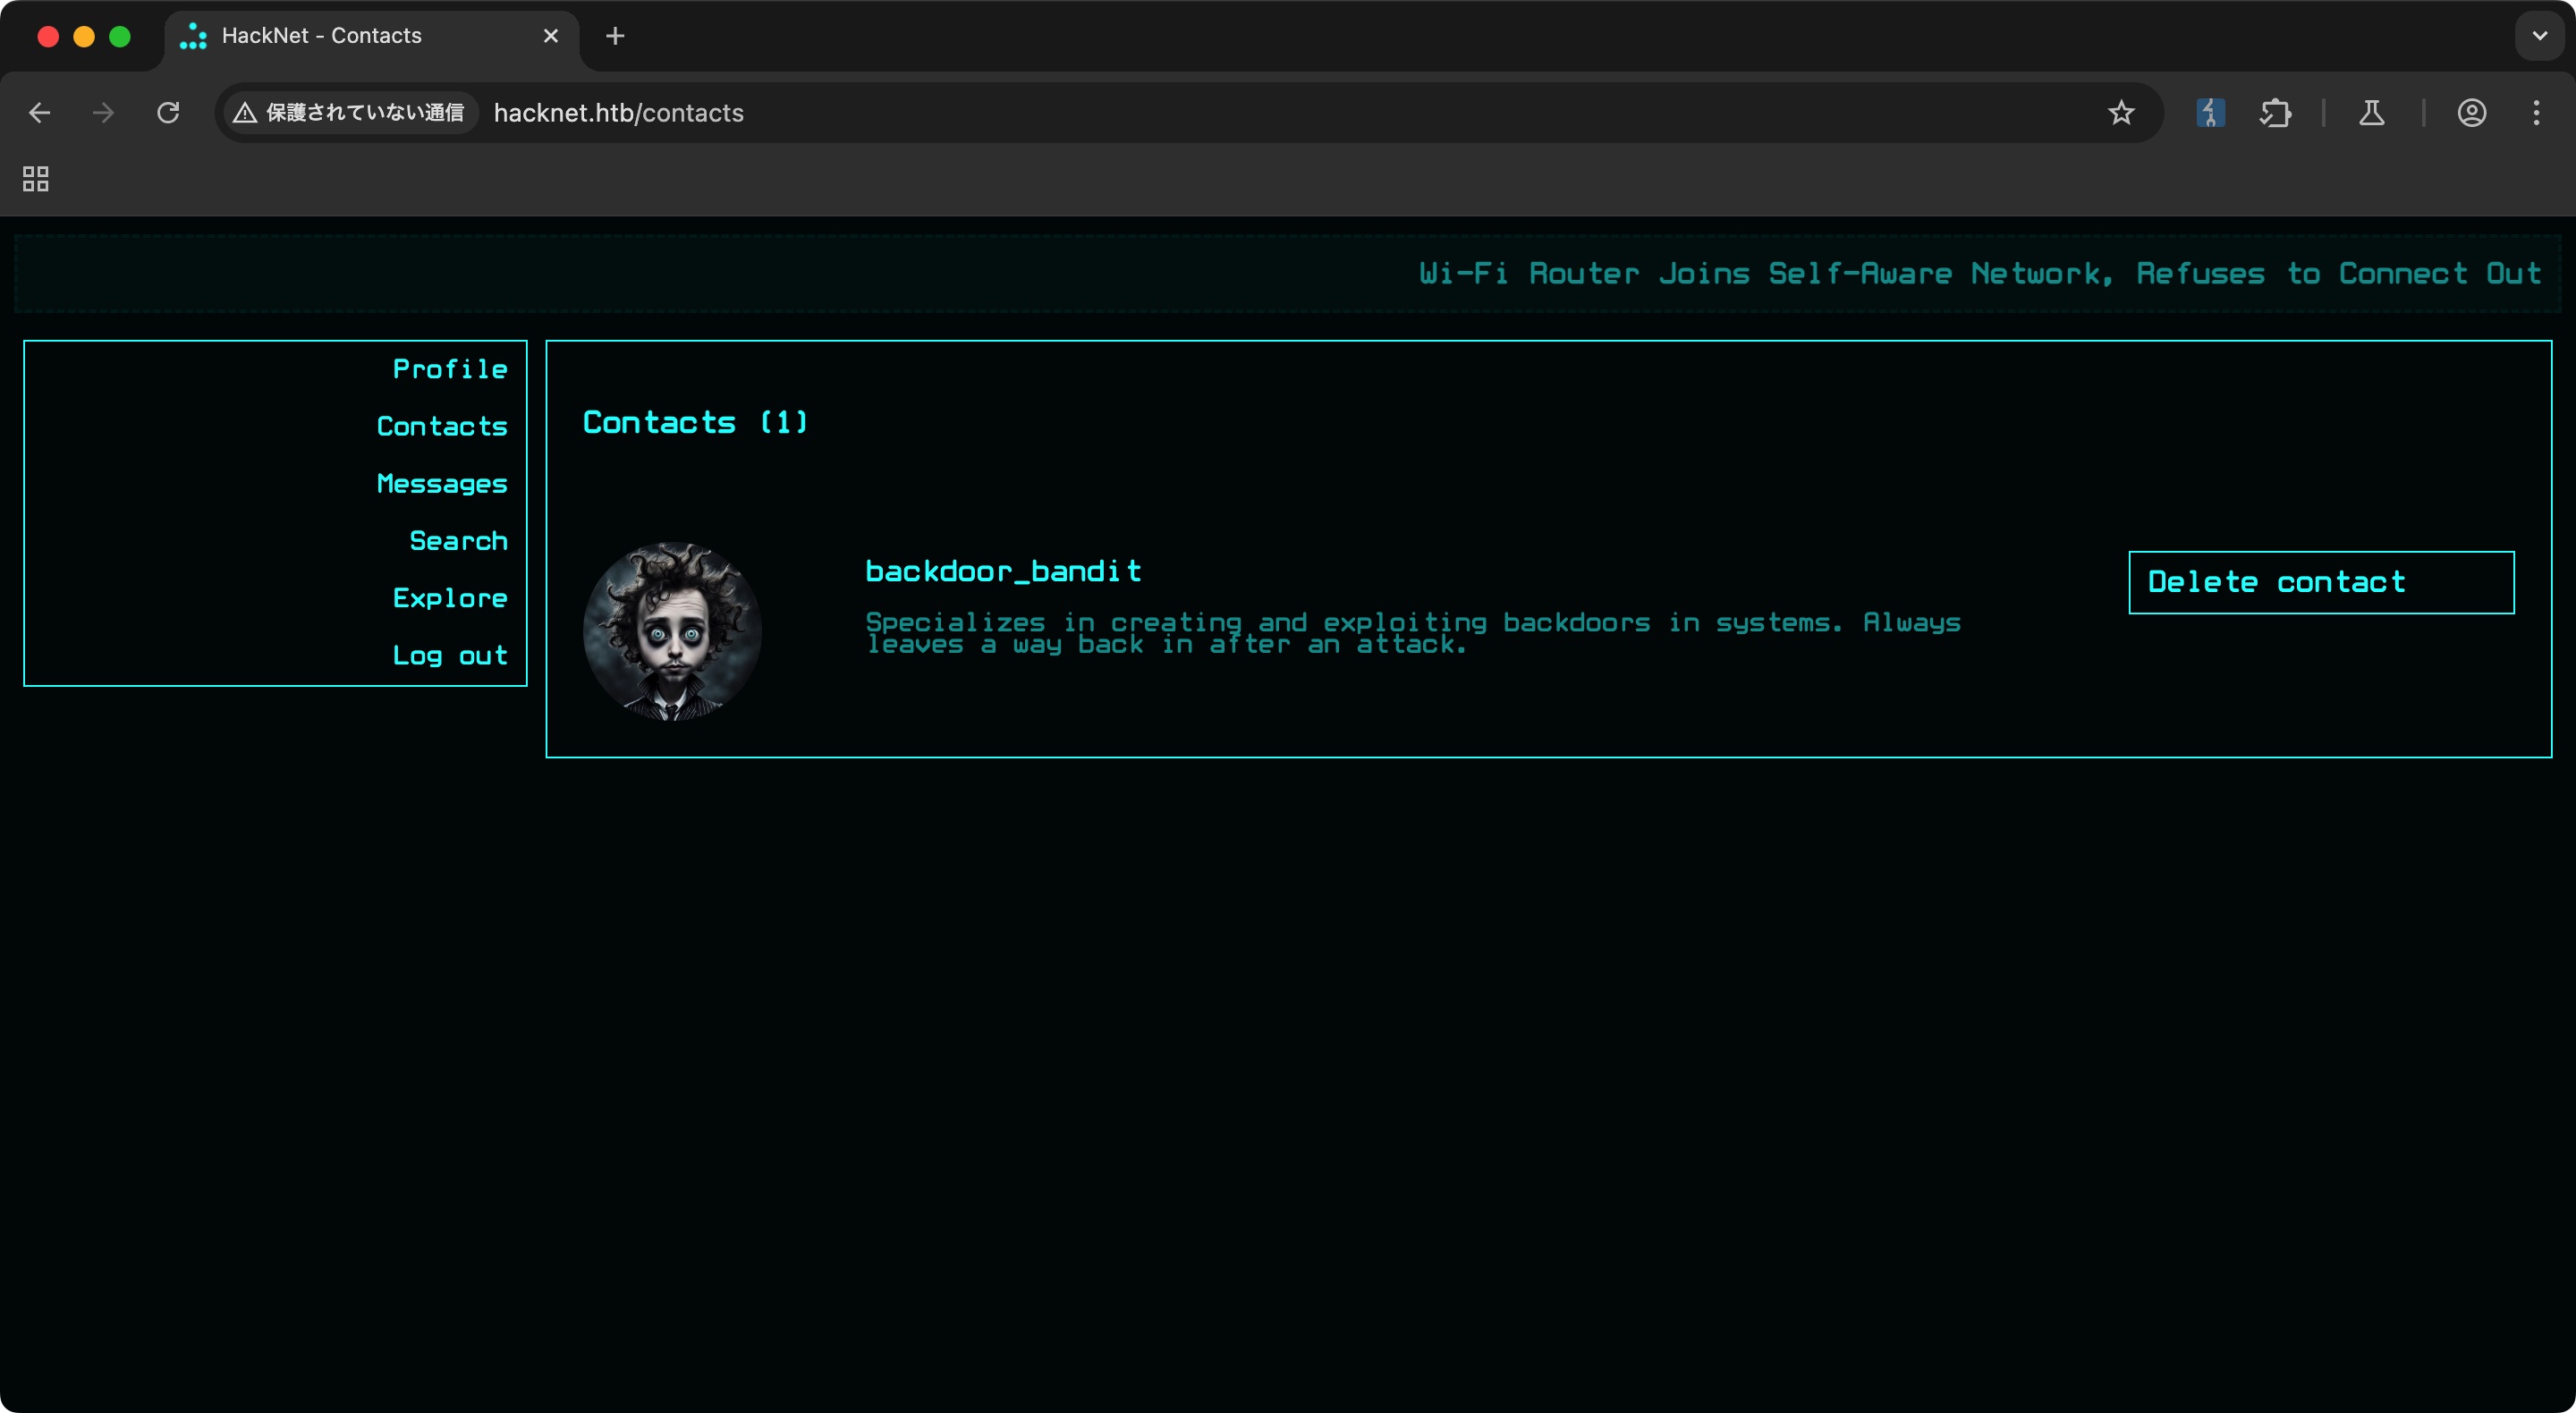 HackNet - Contacts
保護されていない通信 hacknet.htb/contacts
Wi-Fi Router Joins Self-Aware Network, Refuses to Connect Out
Profile
Contacts
Messages
Search
Explore
Log out
Contacts (1)
backdoor_bandit
Specializes in creating and exploiting backdoors in systems. Always
leaves a way back in after an attack.
Delete contact